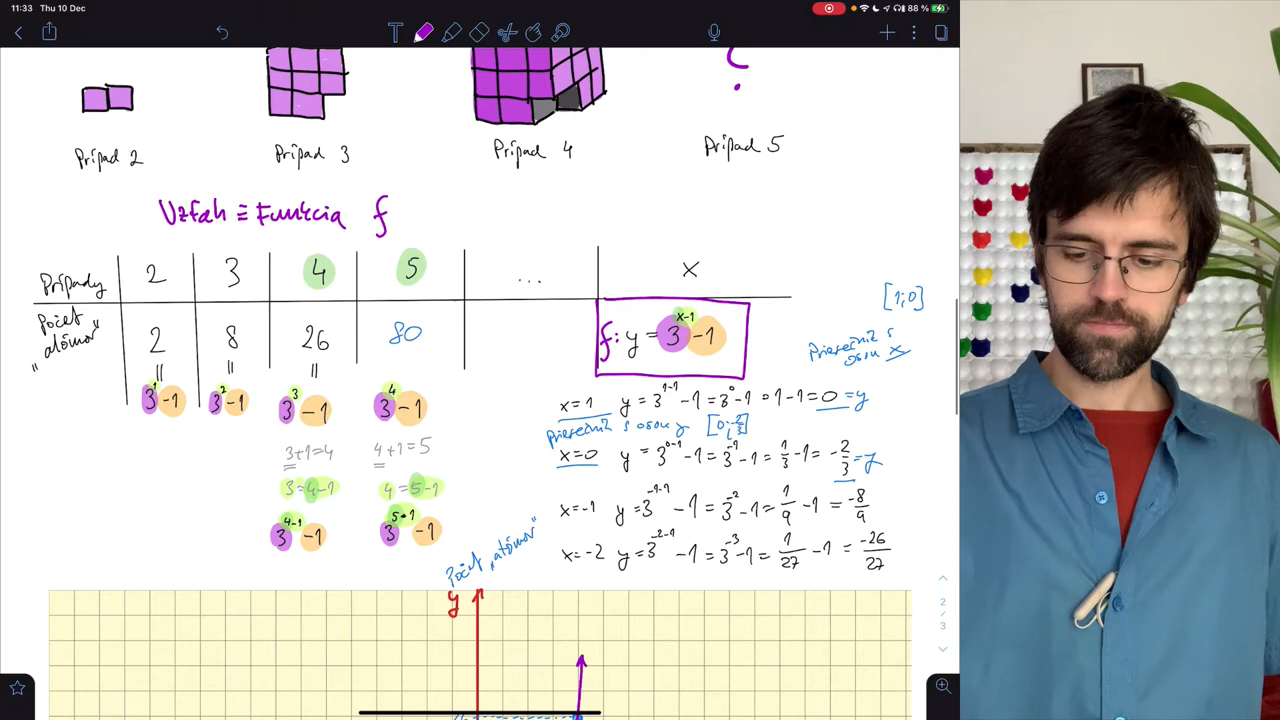 11:33 Thu 10 Dec
88 %
T
?
Prípad 2
Prípad 3
Prípad 4
Prípad 5
Vzťah ≡ Funkcia f
Prípady 2 3 4 5 ... x
Počet „atómov" 2 8 26 80
f: y = 3^(x-1) - 1
[1;0]
Priesečník s osou x
= = =
3^1 - 1
3^2 - 1
3^3 - 1
3^4 - 1
3+1=4
4+1=5
3=4-1
4=5-1
3^(4-1) - 1
3^(5-1) - 1
x=1 y = 3^(1-1) - 1 = 3^0 - 1 = 1 - 1 = 0 = y
Priesečník s osou y [0;-2/3]
x=0 y = 3^(0-1) - 1 = 3^(-1) - 1 = 1/3 - 1 = -2/3 = y
x=-1 y = 3^(-1-1) - 1 = 3^(-2) - 1 = 1/9 - 1 = -8/9
x=-2 y = 3^(-2-1) - 1 = 3^(-3) - 1 = 1/27 - 1 = -26/27
Počet „atómov"
y
2
/
3